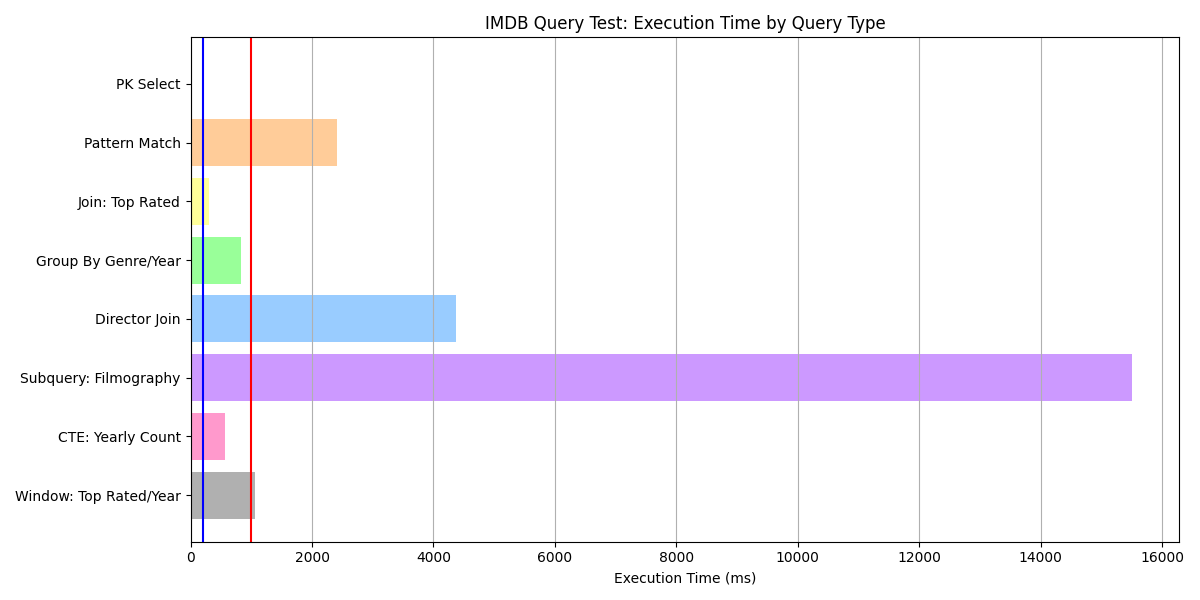 IMDB Query Test: Execution Time by Query Type
PK Select
Pattern Match
Join: Top Rated
Group By Genre/Year
Director Join
Subquery: Filmography
CTE: Yearly Count
Window: Top Rated/Year
0 2000 4000 6000 8000 10000 12000 14000 16000
Execution Time (ms)